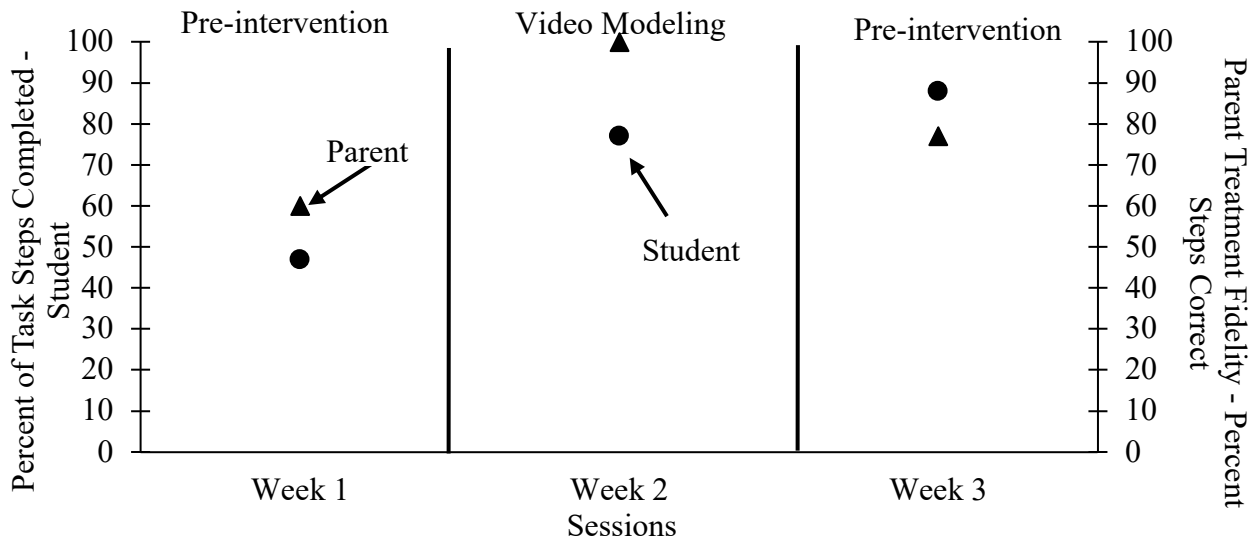 Pre-intervention
Video Modeling
Pre-intervention
Percent of Task Steps Completed -
Student
100
90
80
70
60
50
40
30
20
10
0
Parent
Student
100
90
80
70
60
50
40
30
20
10
0
Parent Treatment Fidelity - Percent
Steps Correct
Week 1
Week 2
Week 3
Sessions